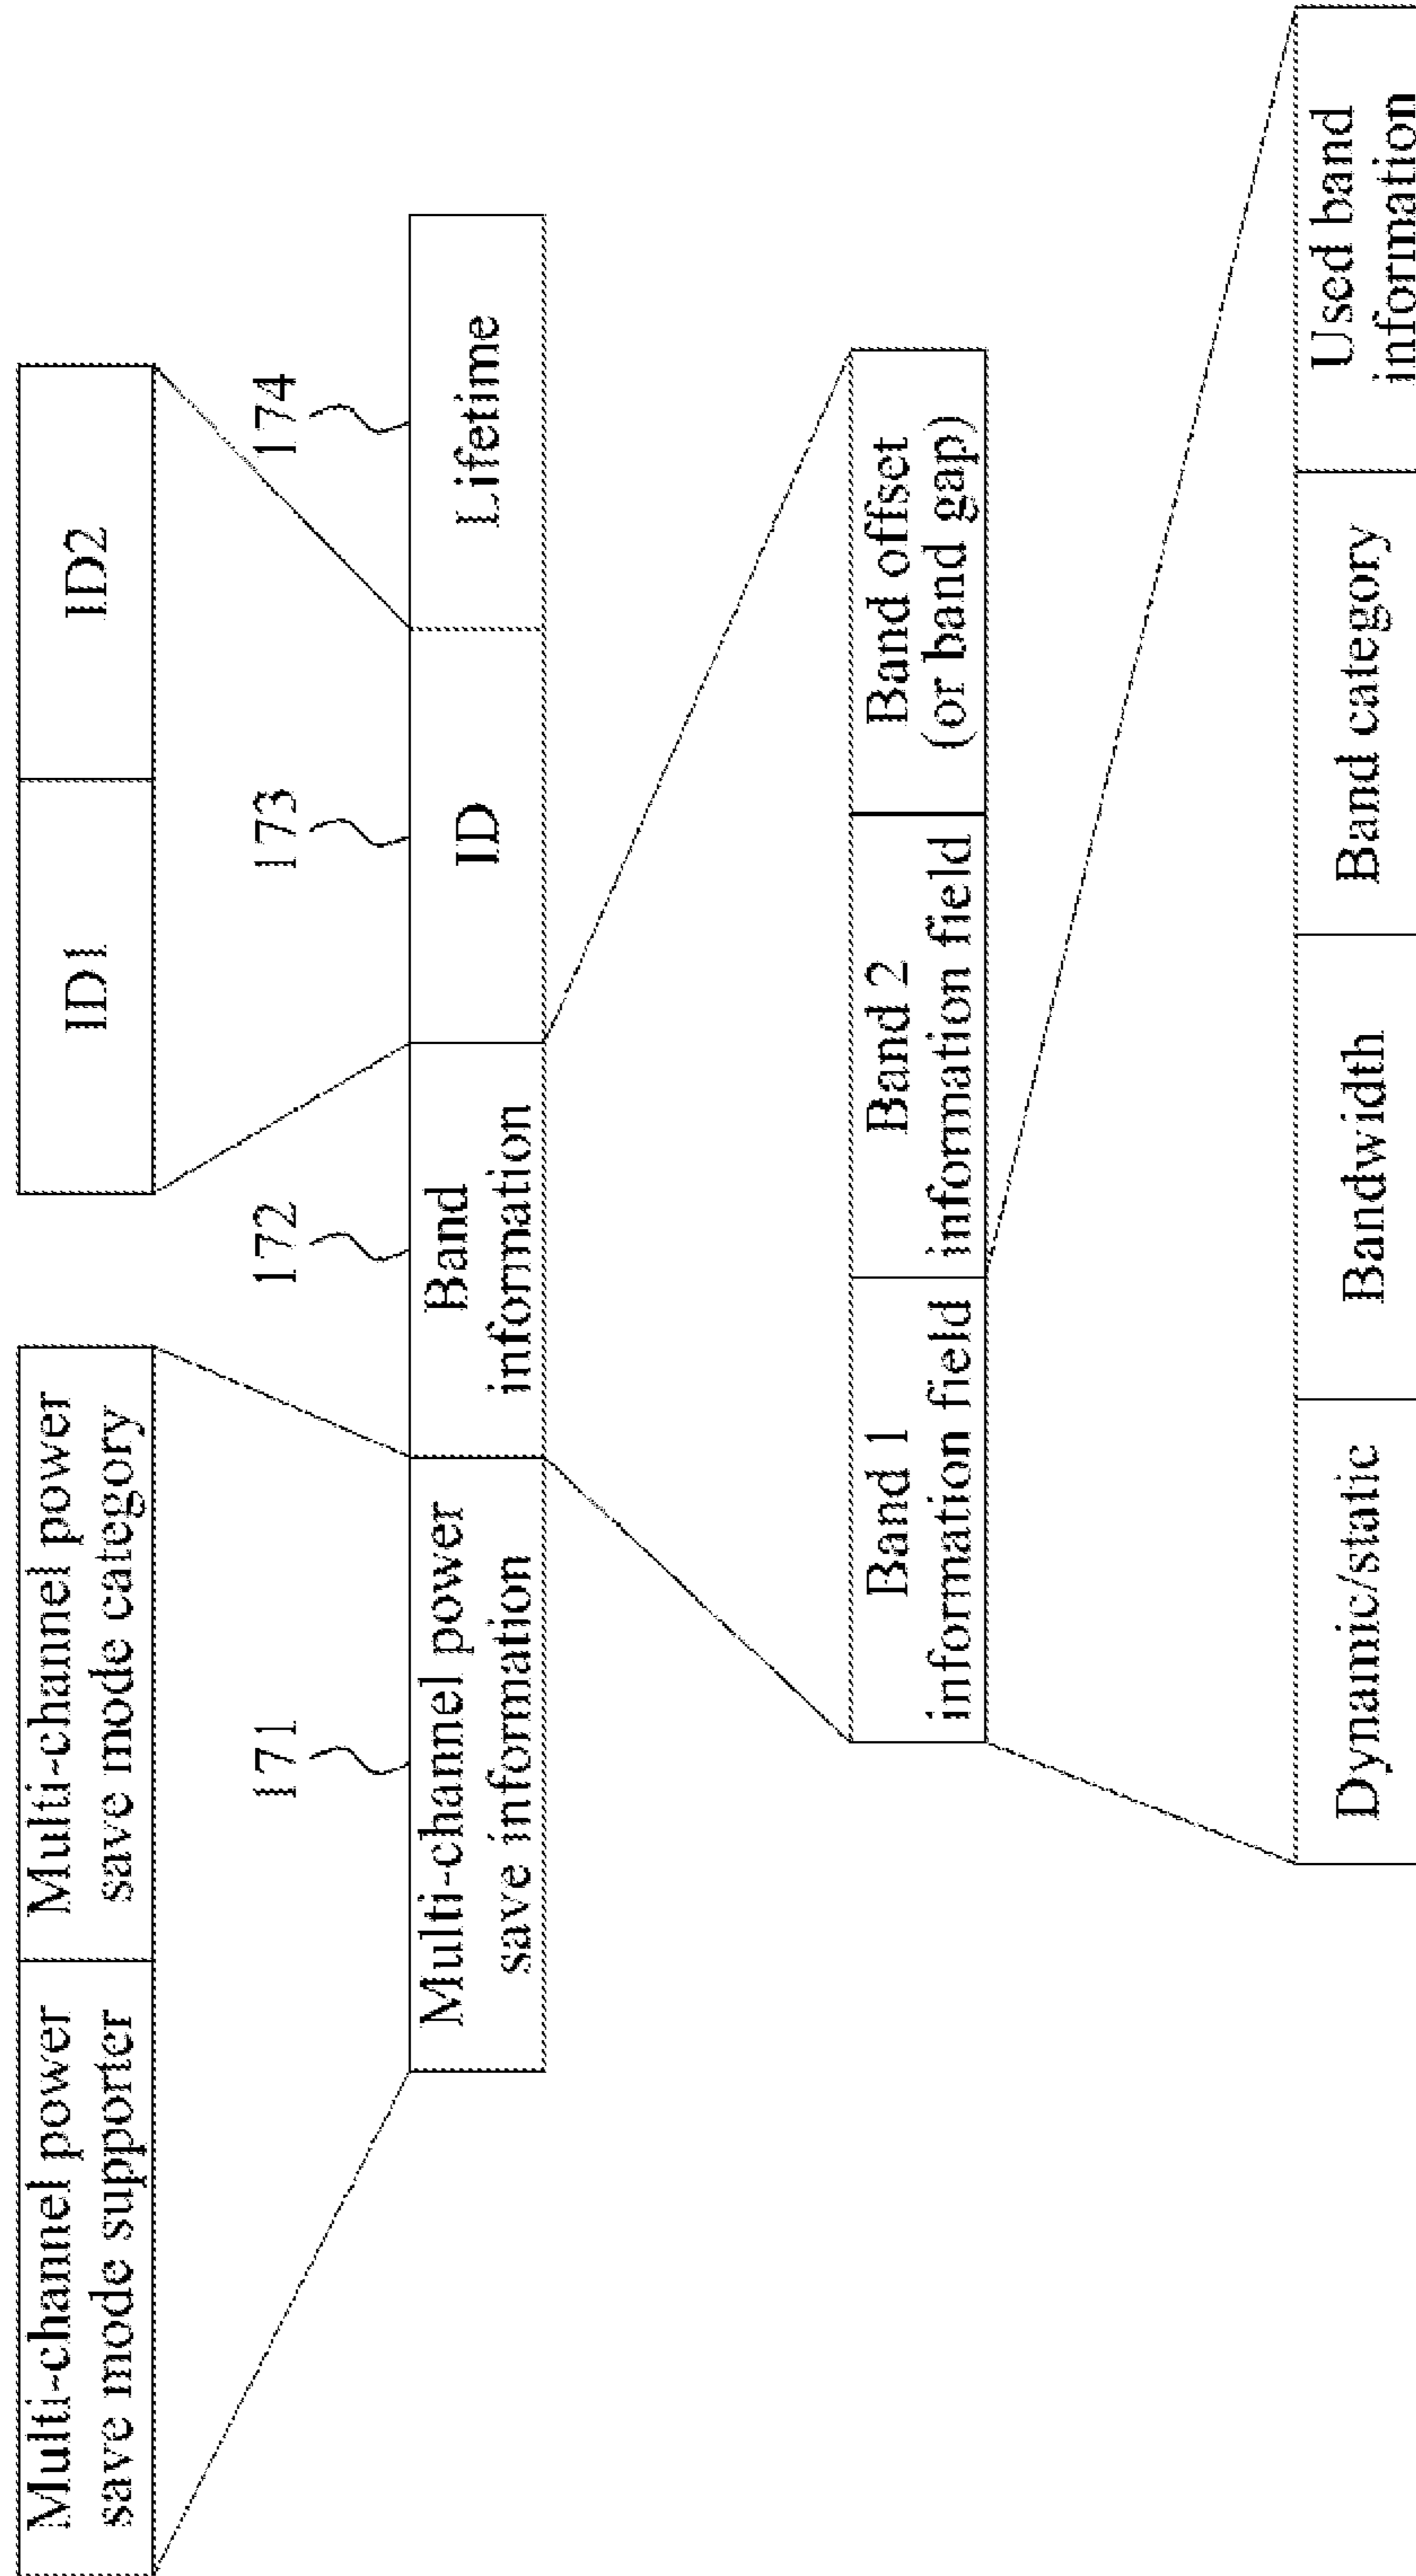 Multi-channel power
save mode supporter
Multi-channel power
save mode category
ID1
ID2
171
172
173
174
Multi-channel power
save information
Band
information
ID
Lifetime
Band 1
information field
Band 2
information field
Band offset
(or band gap)
Dynamic/static
Bandwidth
Band category
Used band
information